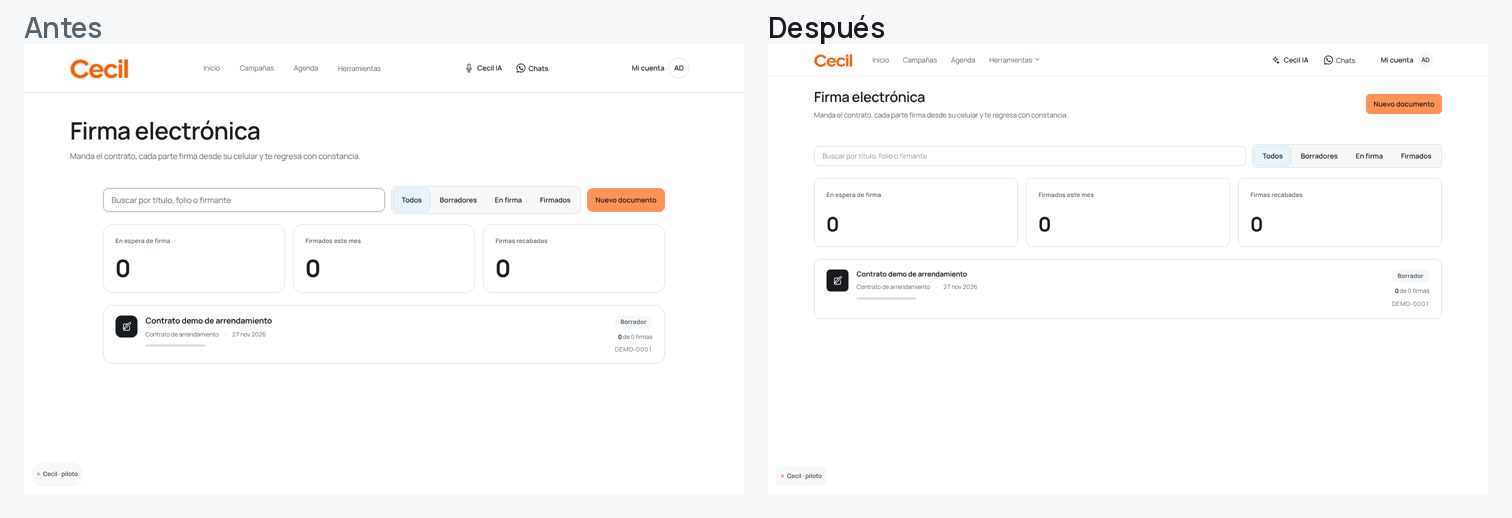 Antes
Cecil
Inicio Campañas Agenda Herramientas Cecil IA Chats Mi cuenta AD
Firma electrónica
Manda el contrato, cada parte firma desde su celular y te regresa con constancia.
Buscar por título, folio o firmante Todos Borradores En firma Firmados Nuevo documento
En espera de firma Firmados este mes Firmas recabadas
0 0 0
Contrato demo de arrendamiento Borrador
Contrato de arrendamiento · 27 nov 2026 0 de 0 firmas
DEMO-0001
Cecil · piloto
Después
Cecil Inicio Campañas Agenda Herramientas Cecil IA Chats Mi cuenta AD
Firma electrónica
Manda el contrato, cada parte firma desde su celular y te regresa con constancia.
Nuevo documento
Buscar por título, folio o firmante Todos Borradores En firma Firmados
En espera de firma Firmados este mes Firmas recabadas
0 0 0
Contrato demo de arrendamiento Borrador
Contrato de arrendamiento · 27 nov 2026 0 de 0 firmas
DEMO-0001
Cecil · piloto